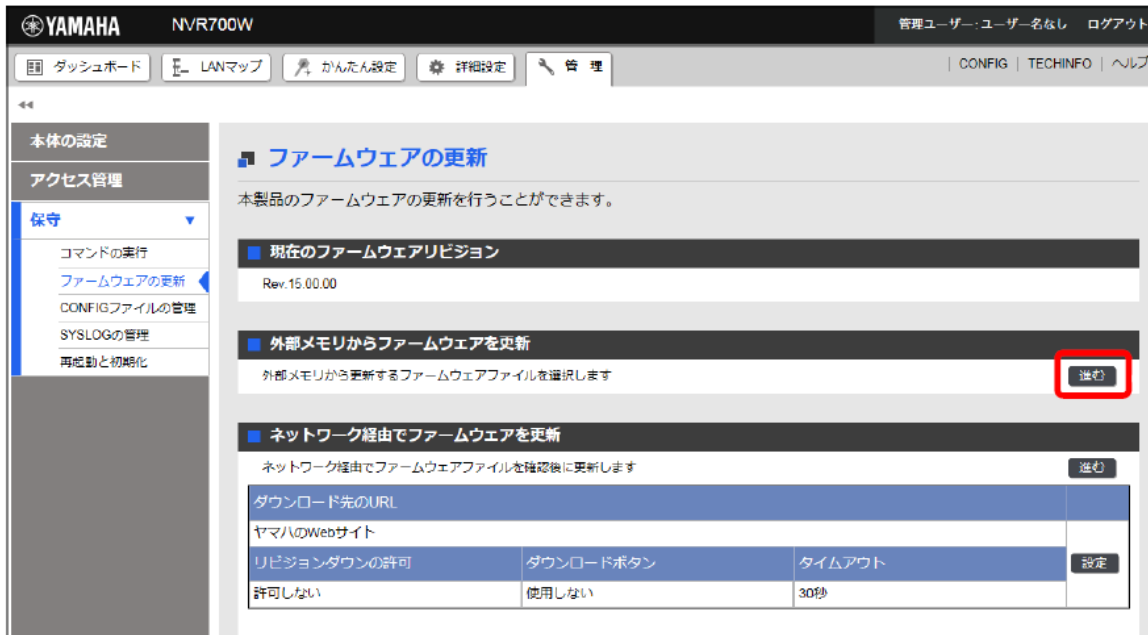 YAMAHA NVR700W 管理ユーザー:ユーザー名なし ログアウト
ダッシュボード LANマップ かんたん設定 詳細設定 管 理 | CONFIG | TECHINFO | ヘルプ
本体の設定
アクセス管理
保守
コマンドの実行
ファームウェアの更新
CONFIGファイルの管理
SYSLOGの管理
再起動と初期化
ファームウェアの更新
本製品のファームウェアの更新を行うことができます。
現在のファームウェアリビジョン
Rev.15.00.00
外部メモリからファームウェアを更新
外部メモリから更新するファームウェアファイルを選択します 進む
ネットワーク経由でファームウェアを更新
ネットワーク経由でファームウェアファイルを確認後に更新します 進む
ダウンロード先のURL
ヤマハのWebサイト
リビジョンダウンの許可 ダウンロードボタン タイムアウト 設定
許可しない 使用しない 30秒